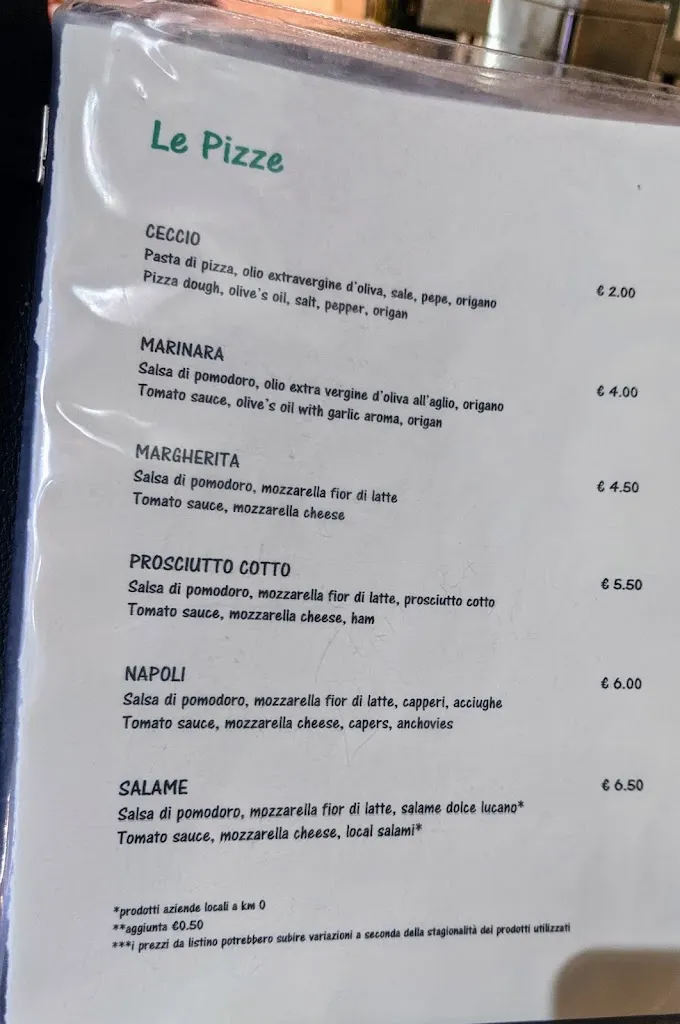 Le Pizze
CECCIO
Pasta di pizza, olio extravergine d'oliva, sale, pepe, origano
Pizza dough, olive's oil, salt, pepper, origan
€ 2.00
MARINARA
Salsa di pomodoro, olio extra vergine d'oliva all'aglio, origano
Tomato sauce, olive's oil with garlic aroma, origan
€ 4.00
MARGHERITA
Salsa di pomodoro, mozzarella fior di latte
Tomato sauce, mozzarella cheese
€ 4.50
PROSCIUTTO COTTO
Salsa di pomodoro, mozzarella fior di latte, prosciutto cotto
Tomato sauce, mozzarella cheese, ham
€ 5.50
NAPOLI
Salsa di pomodoro, mozzarella fior di latte, capperi, acciughe
Tomato sauce, mozzarella cheese, capers, anchovies
€ 6.00
SALAME
Salsa di pomodoro, mozzarella fior di latte, salame dolce lucano*
Tomato sauce, mozzarella cheese, local salami*
€ 6.50
*prodotti aziende locali a km 0
**aggiunta €0.50
***i prezzi da listino potrebbero subire variazioni a seconda della stagionalità dei prodotti utilizzati